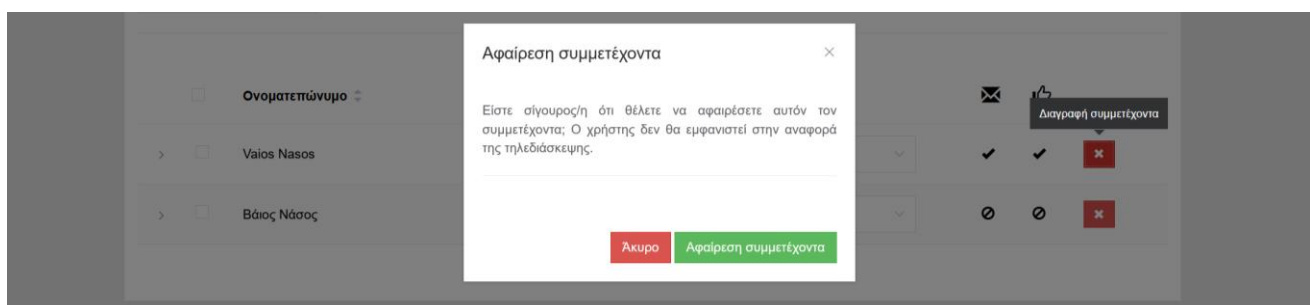 Αφαίρεση συμμετέχοντα
Ονοματεπώνυμο
Διαγραφή συμμετέχοντα
Είστε σίγουρος/η ότι θέλετε να αφαιρέσετε αυτόν τον
συμμετέχοντα; Ο χρήστης δεν θα εμφανιστεί στην αναφορά
της τηλεδιάσκεψης.
Vaios Nasos
Βάιος Νάσος
Άκυρο
Αφαίρεση συμμετέχοντα